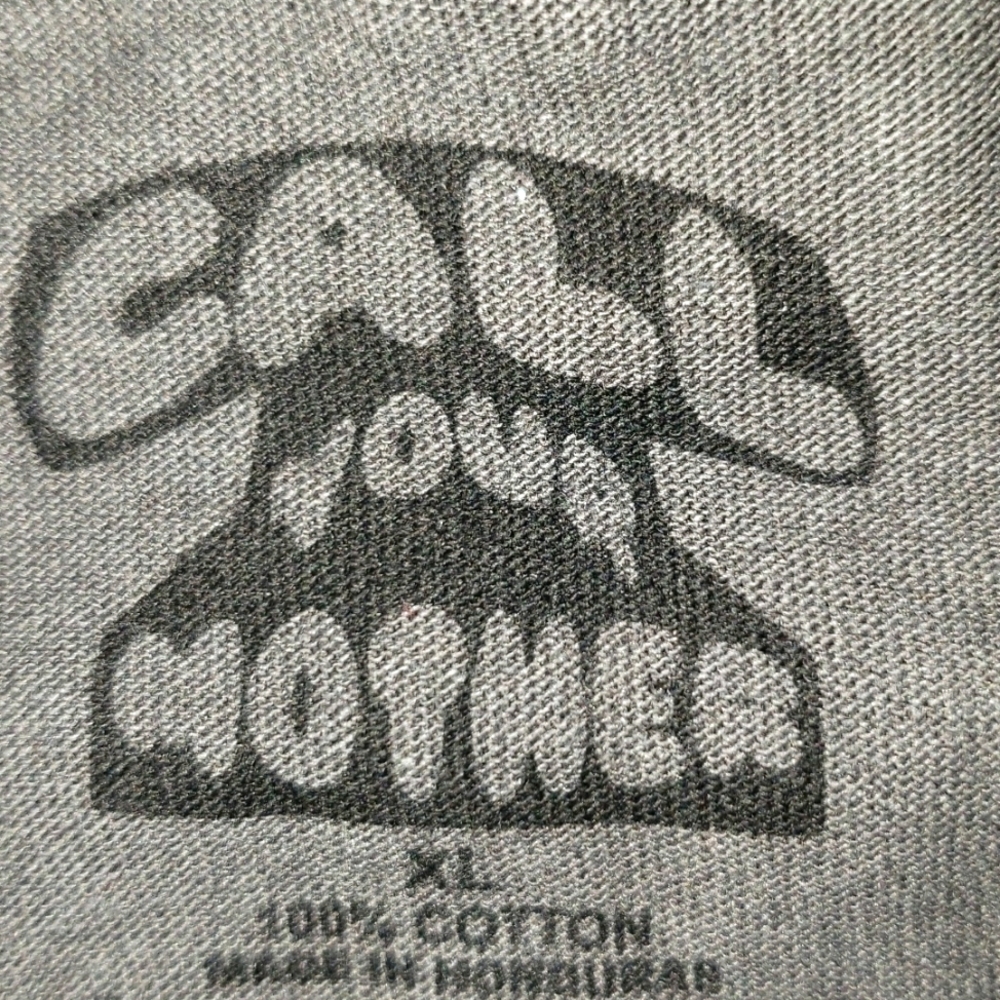 CALL
YOUR
MOTHER
XL
100% COTTON
MADE IN HONDURAS